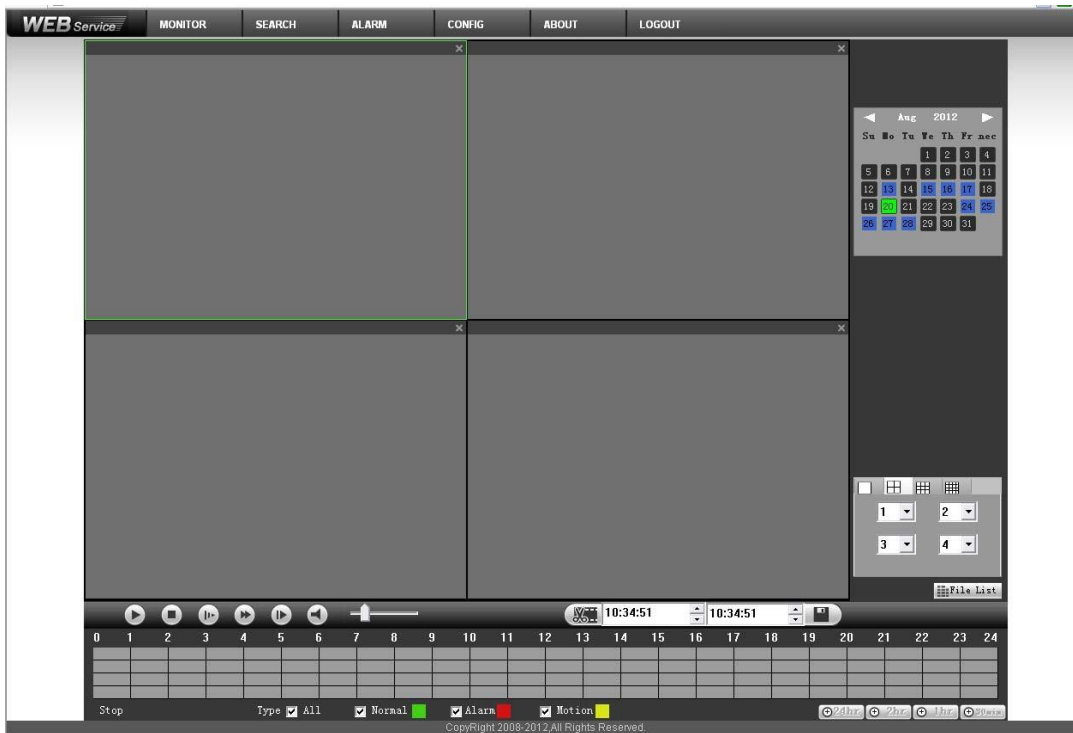 WEB Service MONITOR SEARCH ALARM CONFIG ABOUT LOGOUT
Aug 2012
Su Mo Tu We Th Fr nec
1 2 3 4
5 6 7 8 9 10 11
12 13 14 15 16 17 18
19 20 21 22 23 24 25
26 27 28 29 30 31
1 2
3 4
File List
10:34:51 10:34:51
0 1 2 3 4 5 6 7 8 9 10 11 12 13 14 15 16 17 18 19 20 21 22 23 24
Stop Type All Normal Alarm Motion 24hr 2hr 1hr 30min
CopyRight 2008-2012,All Rights Reserved.